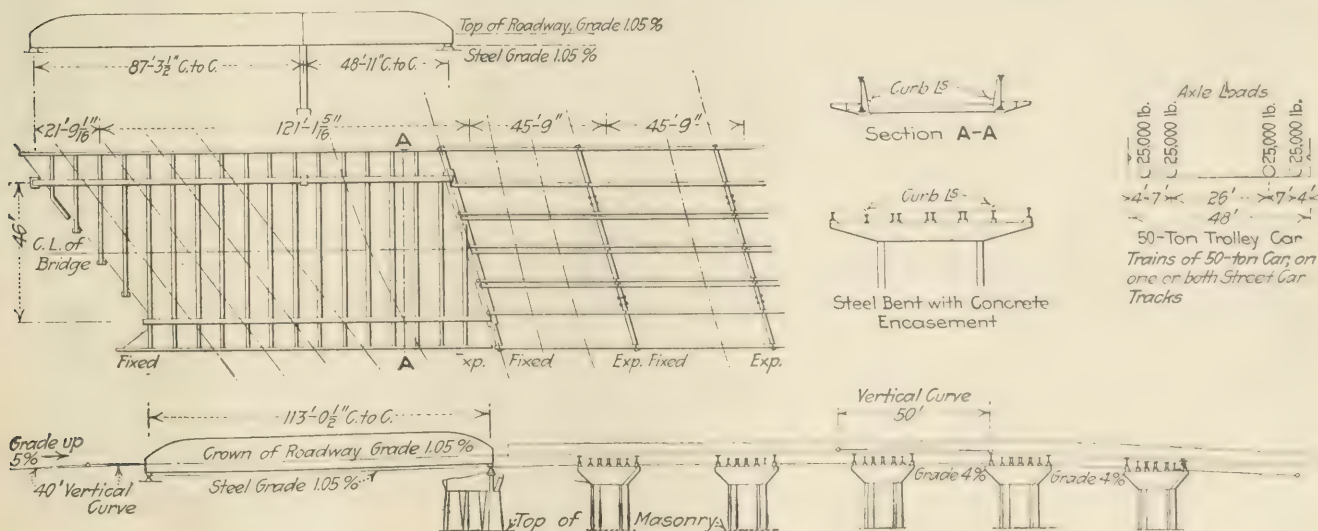 Top of Roadway, Grade 1.05%
Steel Grade 1.05%
87'-3½" C. to C.
48'-11" C. to C.
21'-9 1/16"
121'-1 5/16"
45'-9"
45'-9"
A
46'
C.L. of
Bridge
Fixed
A
Exp.
Fixed
Exp.
Fixed
Exp.
Curb Ls
Section A-A
Curb Ls
Steel Bent with Concrete
Encasement
Axle Loads
25,000 lb.
25,000 lb.
25,000 lb.
25,000 lb.
4'
7'
26'
7'
4'
48'
50-Ton Trolley Car
Trains of 50-ton Car, on
one or both Street Car
Tracks
113'-0½" C. to C.
Grade up
5%
Crown of Roadway Grade 1.05%
Steel Grade 1.05%
40' Vertical
Curve
Top of Masonry
Vertical Curve
50'
Grade 4%
Grade 4%